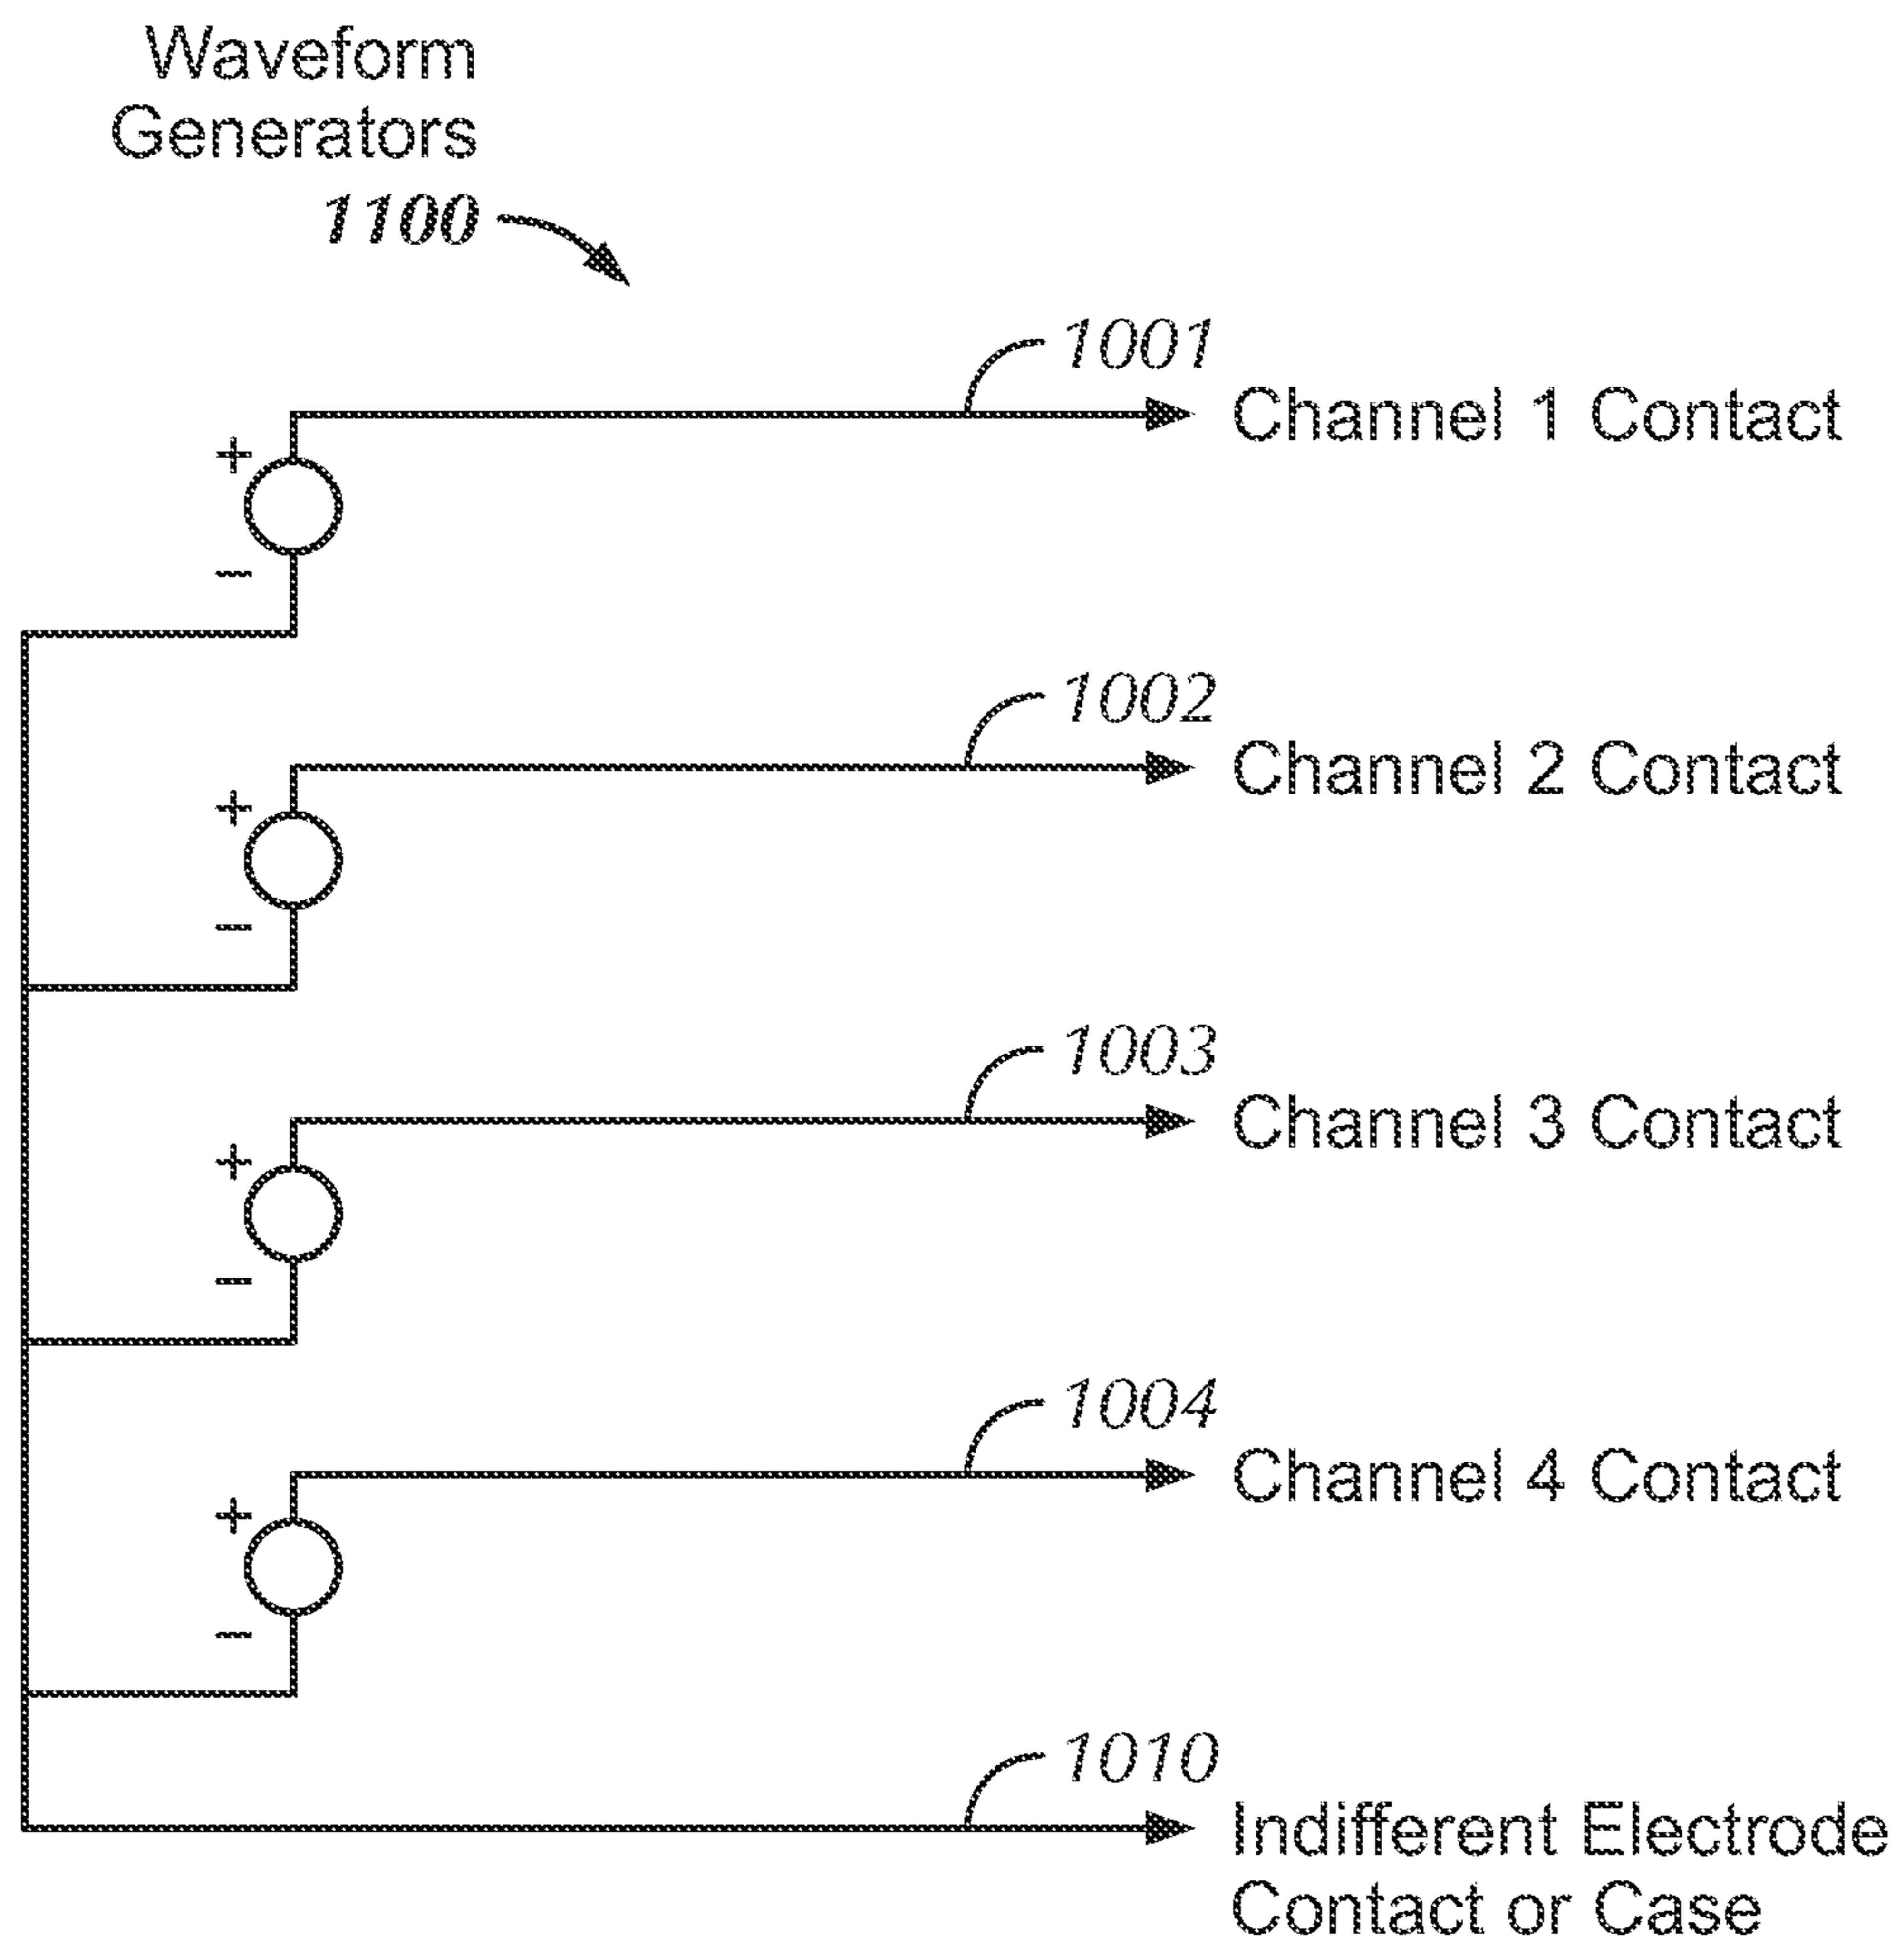 Waveform
Generators
1100
1001
Channel 1 Contact
+
−
1002
Channel 2 Contact
+
−
1003
Channel 3 Contact
+
−
1004
Channel 4 Contact
+
−
1010
Indifferent Electrode
Contact or Case